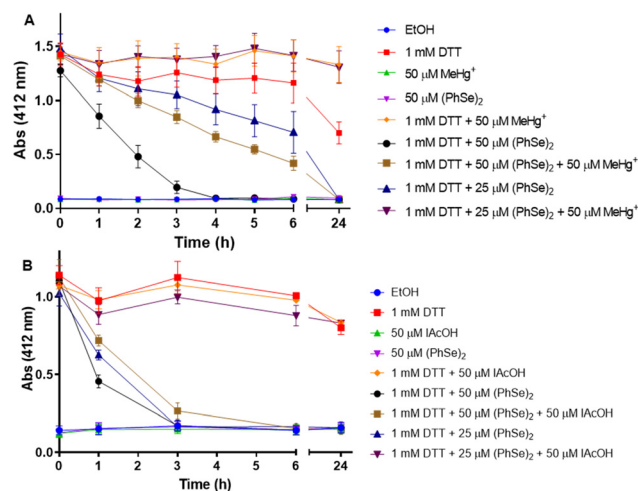 A
Abs (412 nm)
1.5
1.0
0.5
0.0
0 1 2 3 4 5 6 24
Time (h)
EtOH
1 mM DTT
50 μM MeHg⁺
50 μM (PhSe)₂
1 mM DTT + 50 μM MeHg⁺
1 mM DTT + 50 μM (PhSe)₂
1 mM DTT + 50 μM (PhSe)₂ + 50 μM MeHg⁺
1 mM DTT + 25 μM (PhSe)₂
1 mM DTT + 25 μM (PhSe)₂ + 50 μM MeHg⁺
B
Abs (412 nm)
1.0
0.5
0.0
0 1 2 3 4 5 6 24
Time (h)
EtOH
1 mM DTT
50 μM IAcOH
50 μM (PhSe)₂
1 mM DTT + 50 μM IAcOH
1 mM DTT + 50 μM (PhSe)₂
1 mM DTT + 50 μM (PhSe)₂ + 50 μM IAcOH
1 mM DTT + 25 μM (PhSe)₂
1 mM DTT + 25 μM (PhSe)₂ + 50 μM IAcOH